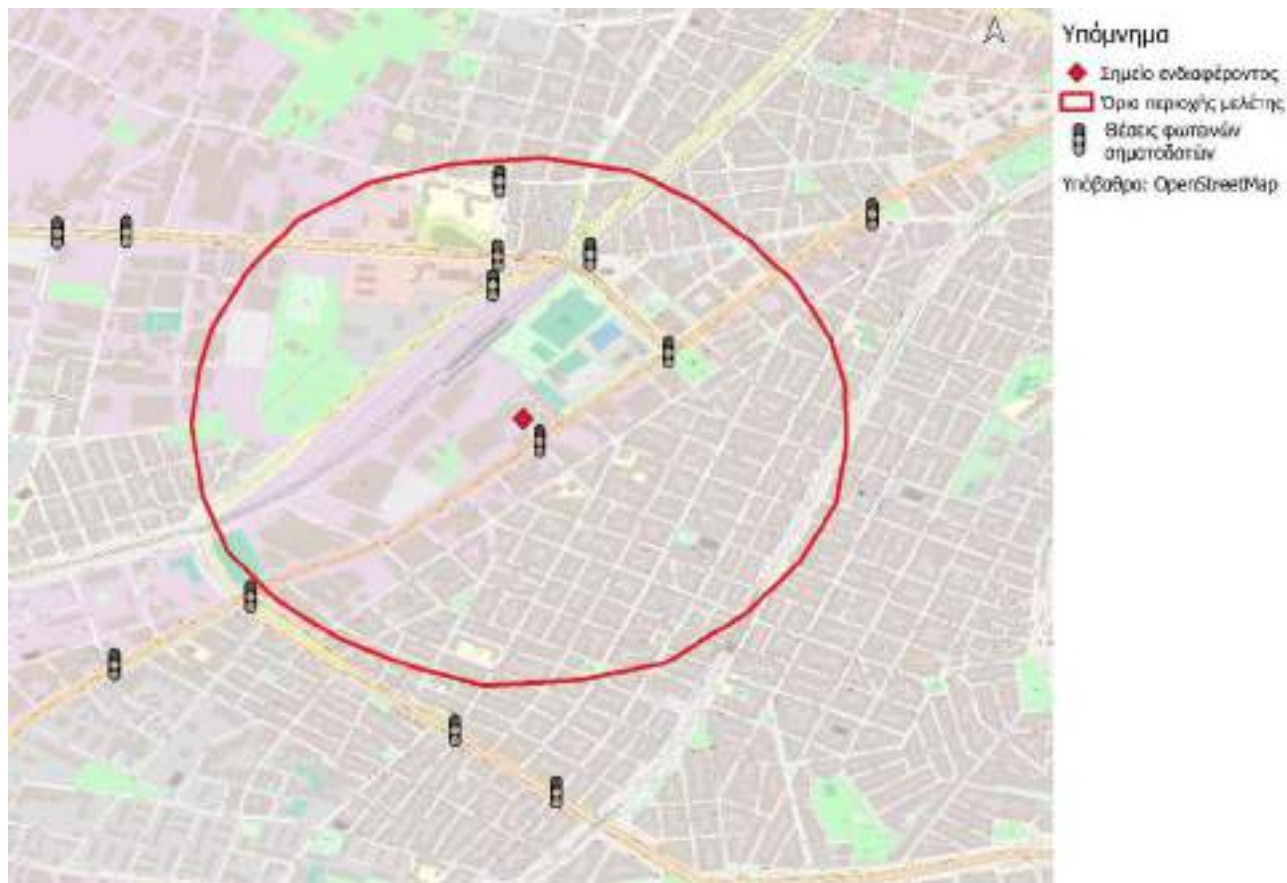 Υπόμνημα
Σημείο ενδιαφέροντος
Όρια περιοχής μελέτης
Θέσεις φωτεινών
σηματοδοτών
Υπόβαθρο: OpenStreetMap